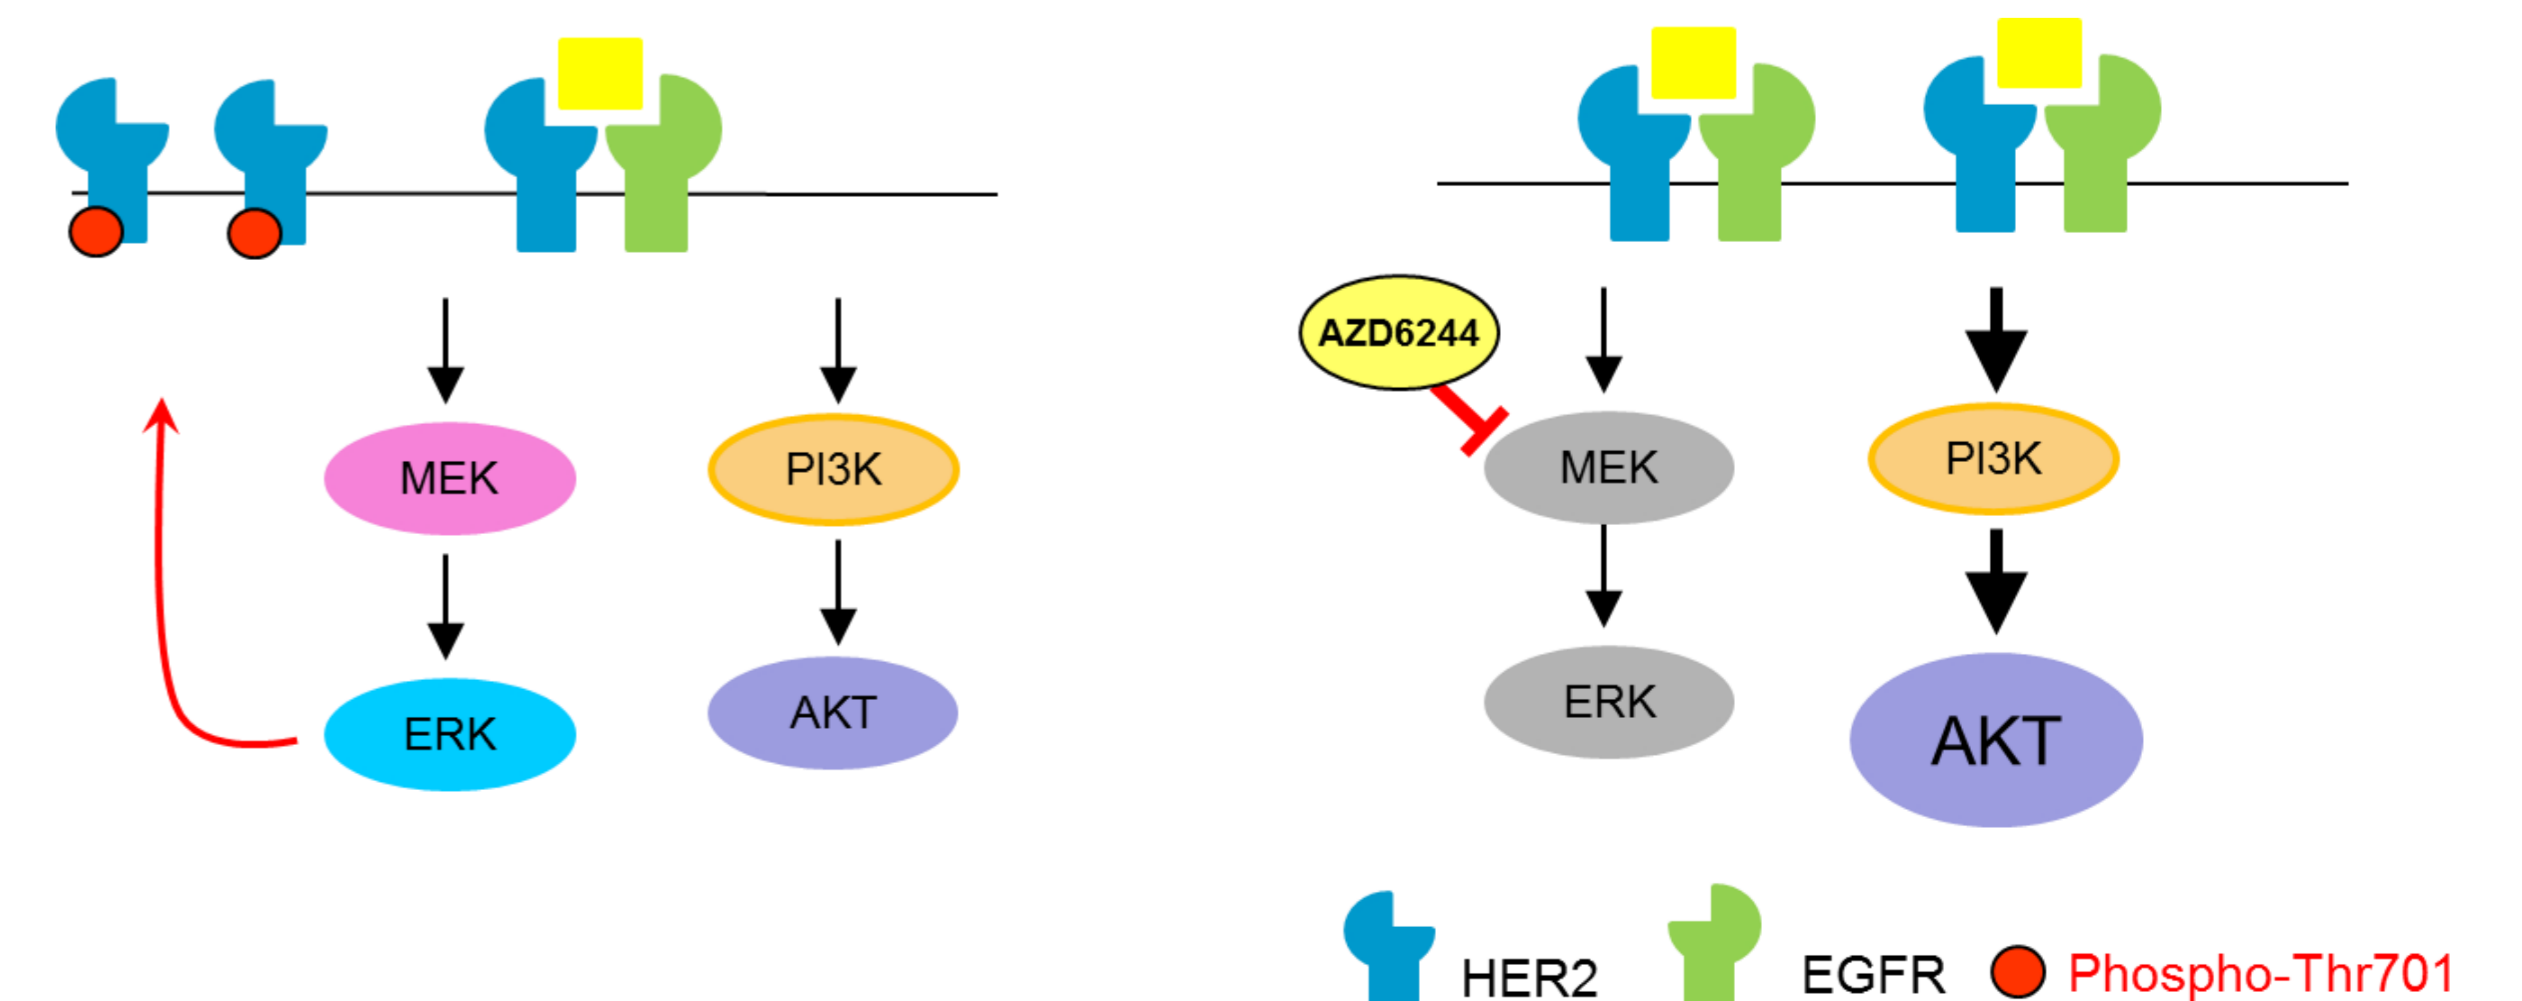 MEK
PI3K
ERK
AKT
AZD6244
MEK
PI3K
ERK
AKT
HER2
EGFR
Phospho-Thr701